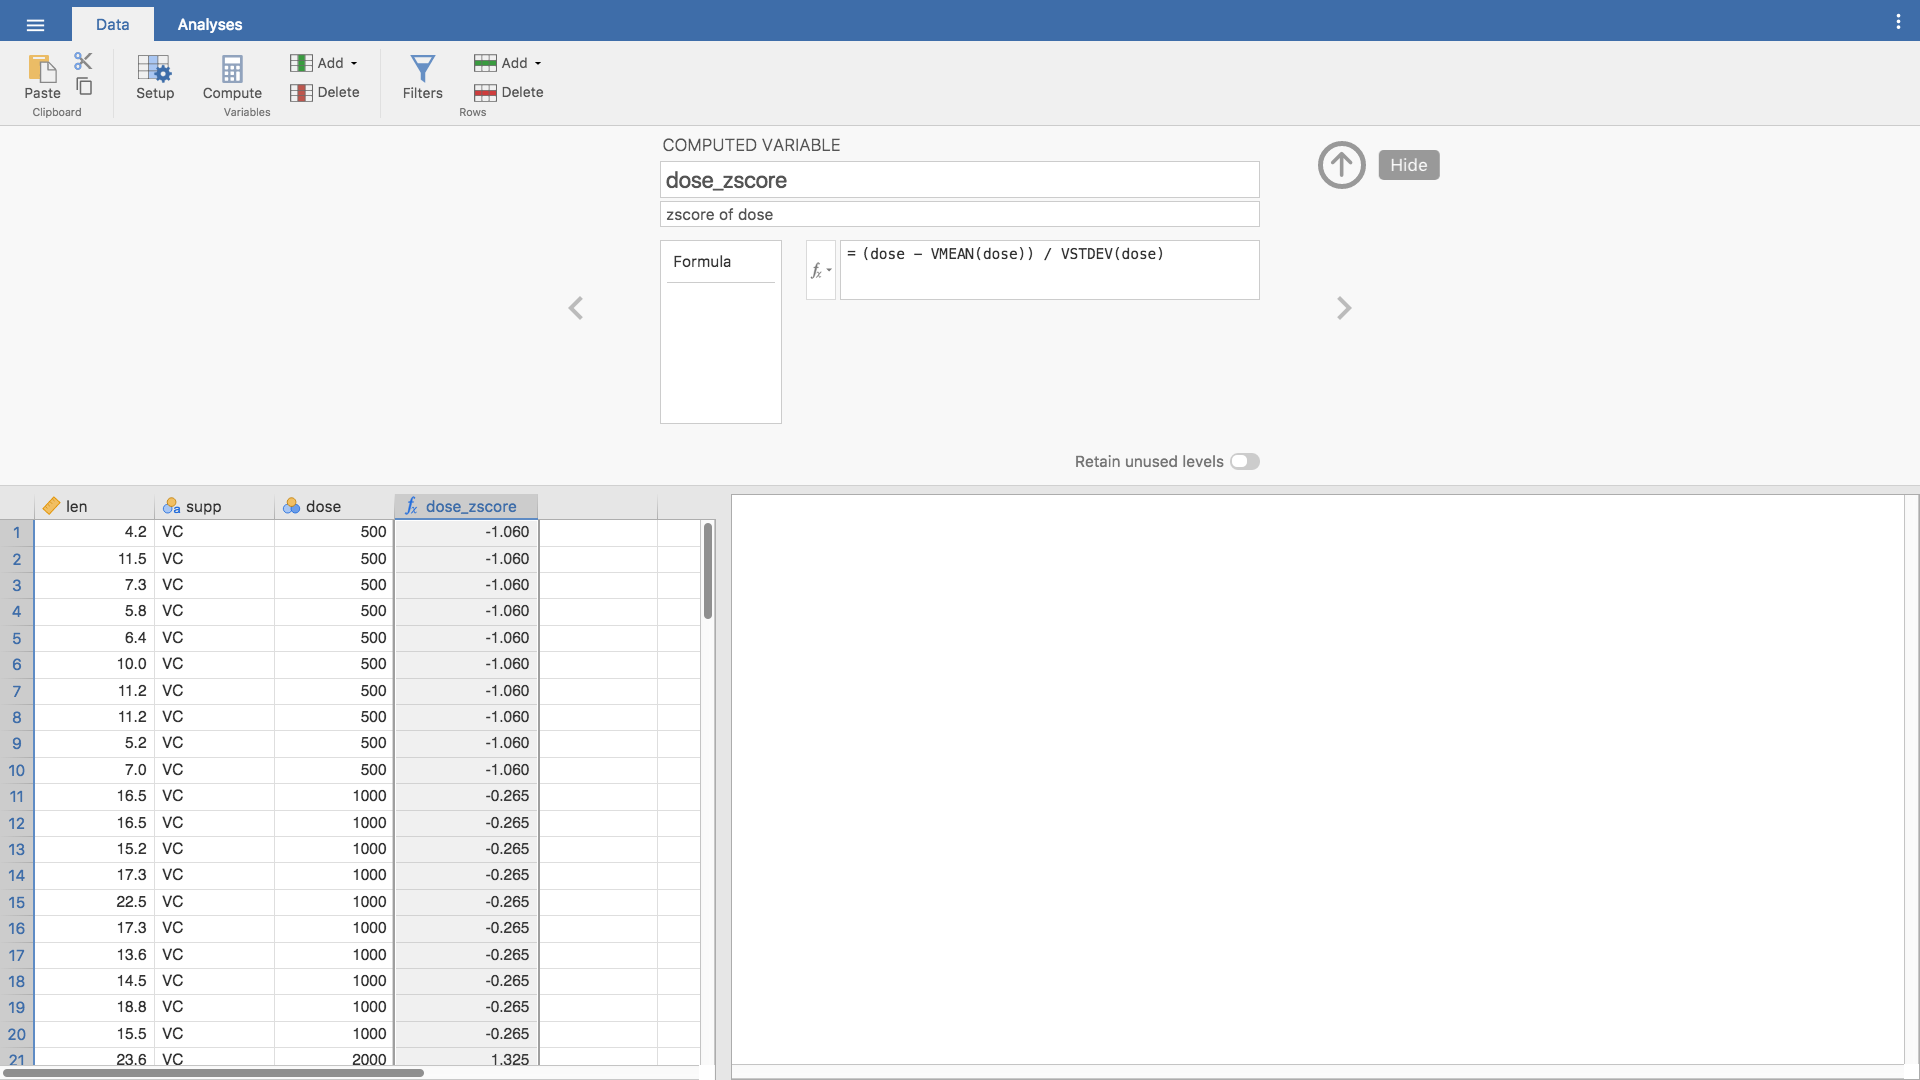 Data Analyses
Paste
Clipboard
Setup
Compute
Add
Delete
Variables
Filters
Add
Delete
Rows
COMPUTED VARIABLE
dose_zscore
Hide
zscore of dose
Formula
fx
= (dose − VMEAN(dose)) / VSTDEV(dose)
Retain unused levels
len supp dose fx dose_zscore
1 4.2 VC 500 -1.060
2 11.5 VC 500 -1.060
3 7.3 VC 500 -1.060
4 5.8 VC 500 -1.060
5 6.4 VC 500 -1.060
6 10.0 VC 500 -1.060
7 11.2 VC 500 -1.060
8 11.2 VC 500 -1.060
9 5.2 VC 500 -1.060
10 7.0 VC 500 -1.060
11 16.5 VC 1000 -0.265
12 16.5 VC 1000 -0.265
13 15.2 VC 1000 -0.265
14 17.3 VC 1000 -0.265
15 22.5 VC 1000 -0.265
16 17.3 VC 1000 -0.265
17 13.6 VC 1000 -0.265
18 14.5 VC 1000 -0.265
19 18.8 VC 1000 -0.265
20 15.5 VC 1000 -0.265
21 23.6 VC 2000 1.325